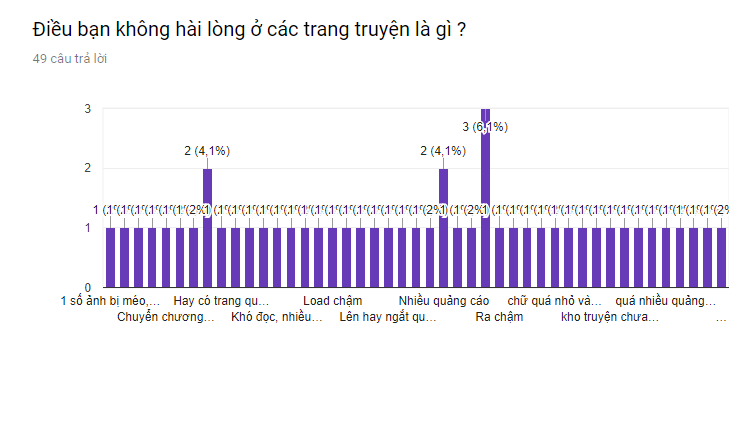 Điều bạn không hài lòng ở các trang truyện là gì ?
49 câu trả lời
3
2 (4,1%)
2 (4,1%)
3 (6,1%)
2
1
0
1 số ảnh bị méo,…
Hay có trang qu…
Load chậm
Nhiều quảng cáo
chữ quá nhỏ và…
quá nhiều quảng…
Chuyển chương…
Khó đọc, nhiều…
Lên hay ngắt qu…
Ra chậm
kho truyện chưa…
…